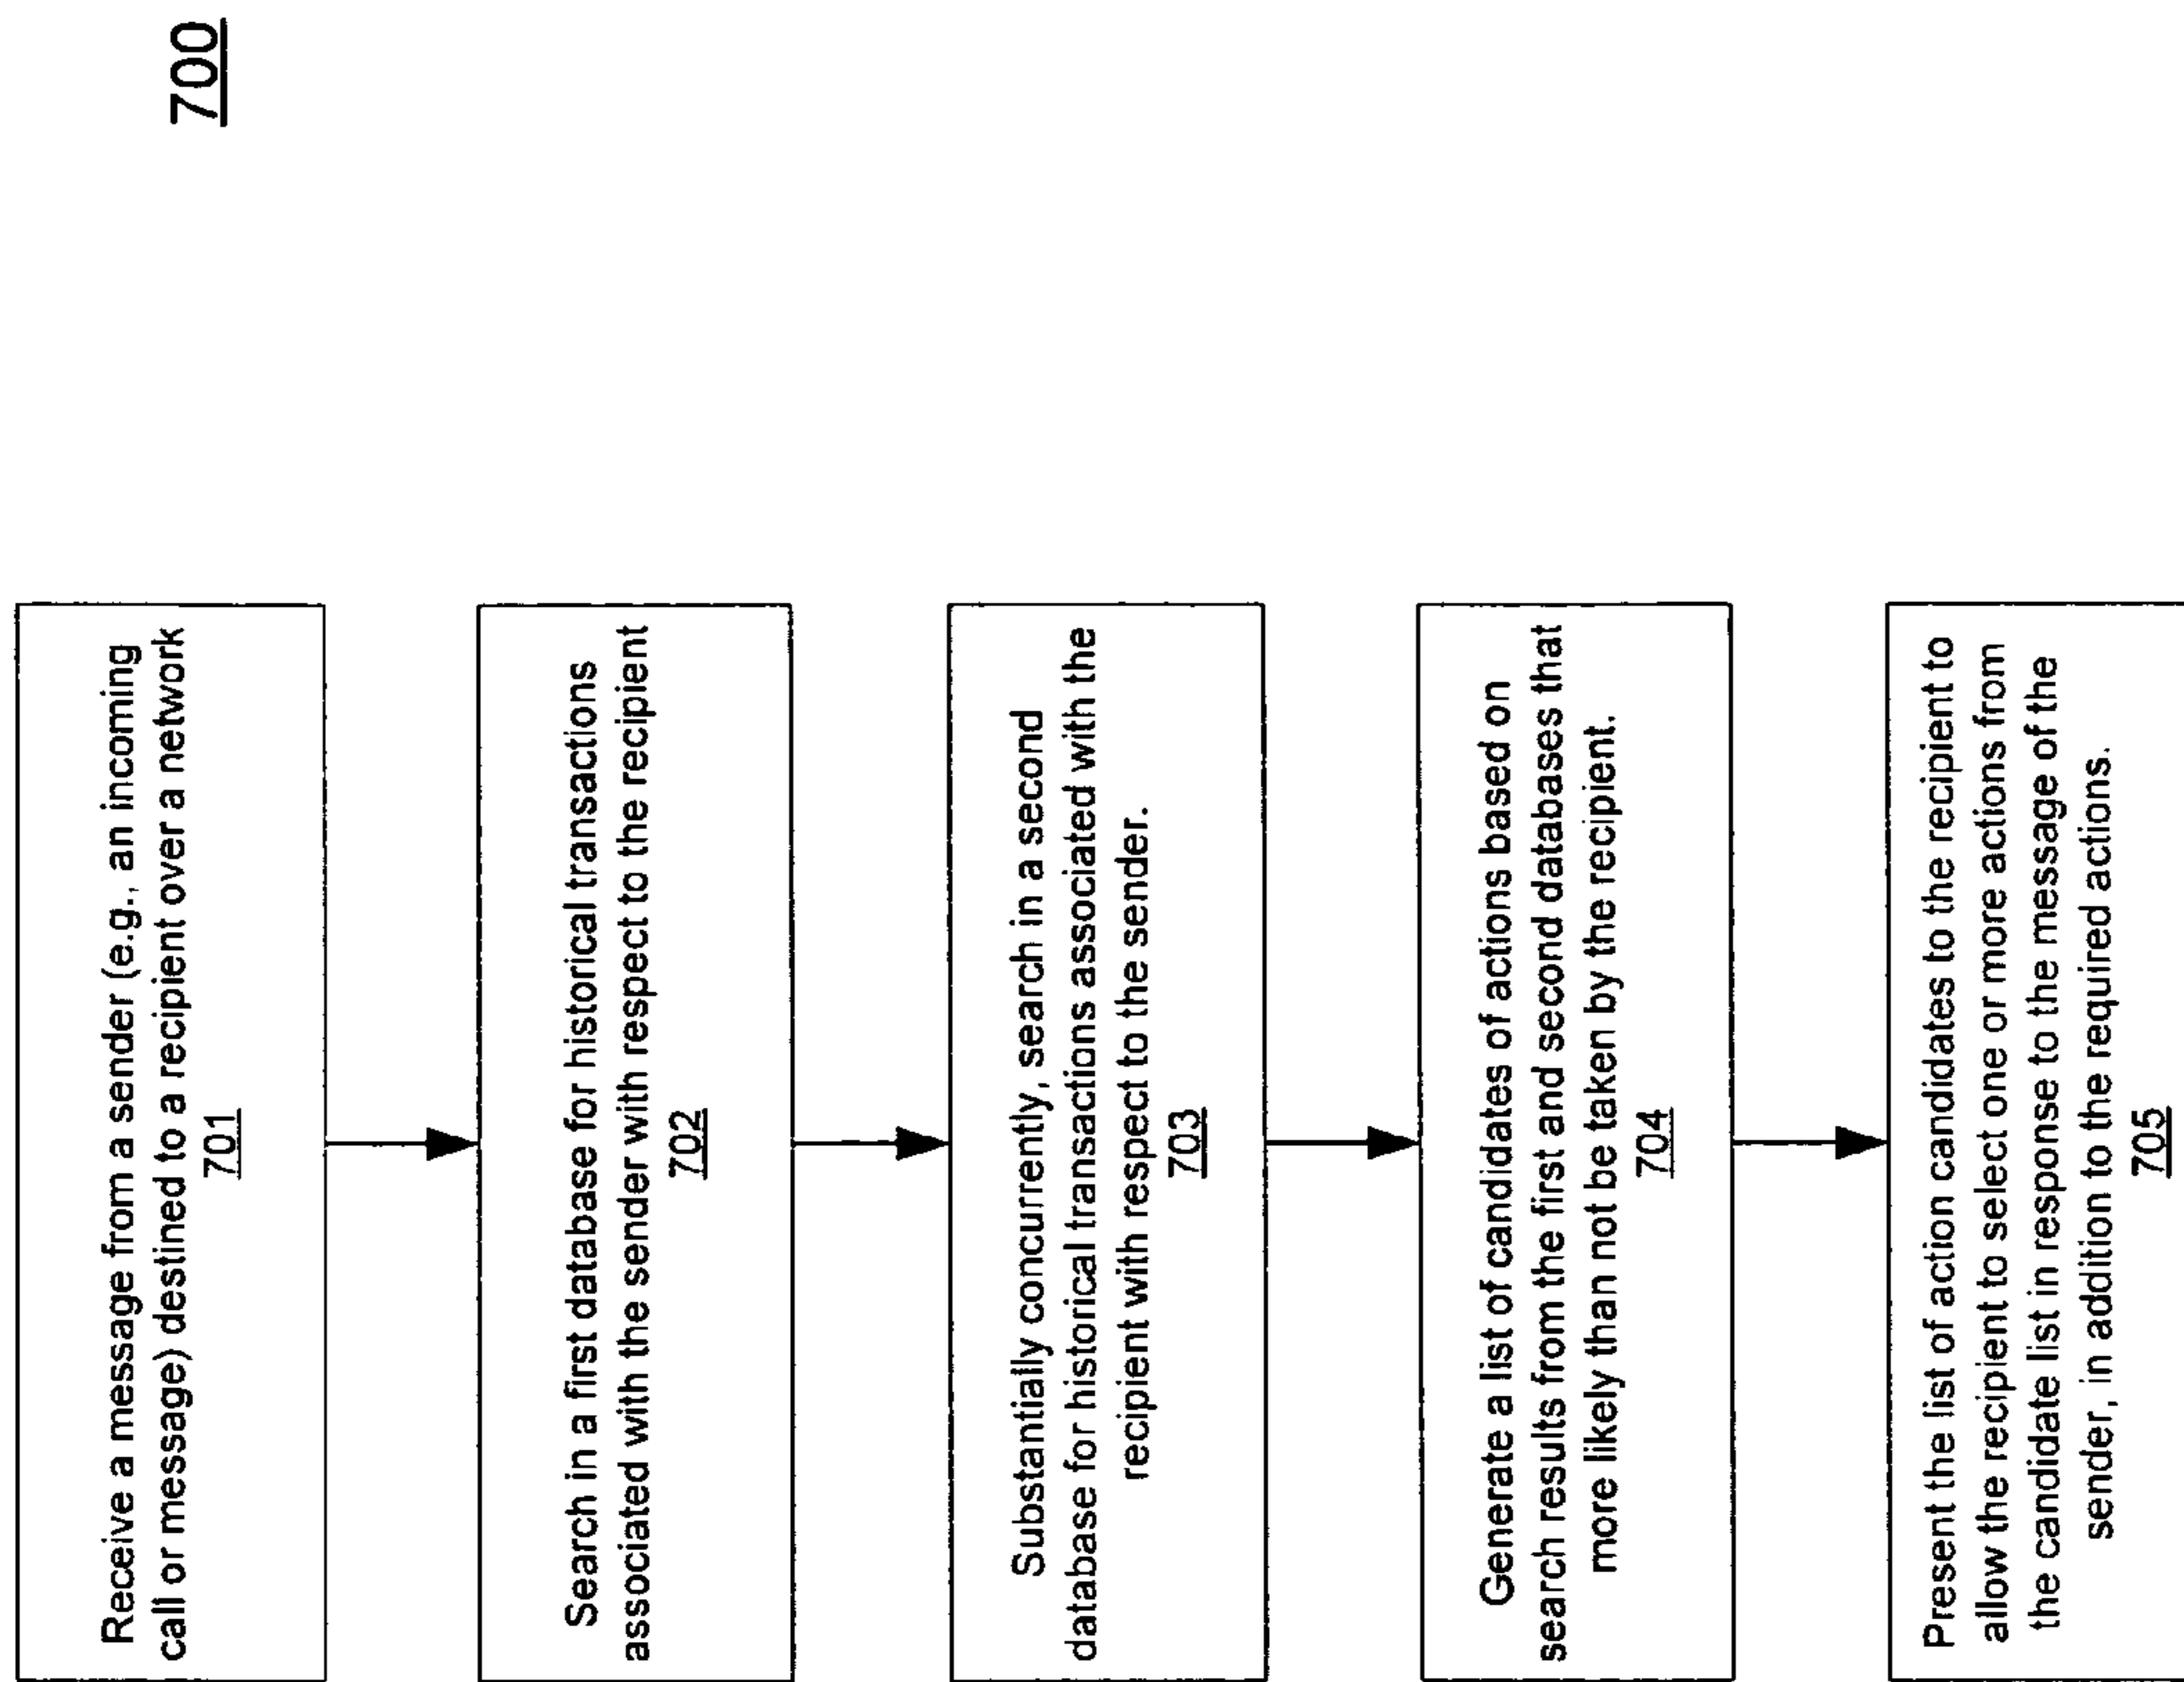 700
Receive a message from a sender (e.g., an incoming
call or message) destined to a recipient over a network
701
Search in a first database for historical transactions
associated with the sender with respect to the recipient
702
Substantially concurrently, search in a second
database for historical transactions associated with the
recipient with respect to the sender.
703
Generate a list of candidates of actions based on
search results from the first and second databases that
more likely than not be taken by the recipient.
704
Present the list of action candidates to the recipient to
allow the recipient to select one or more actions from
the candidate list in response to the message of the
sender, in addition to the required actions.
705